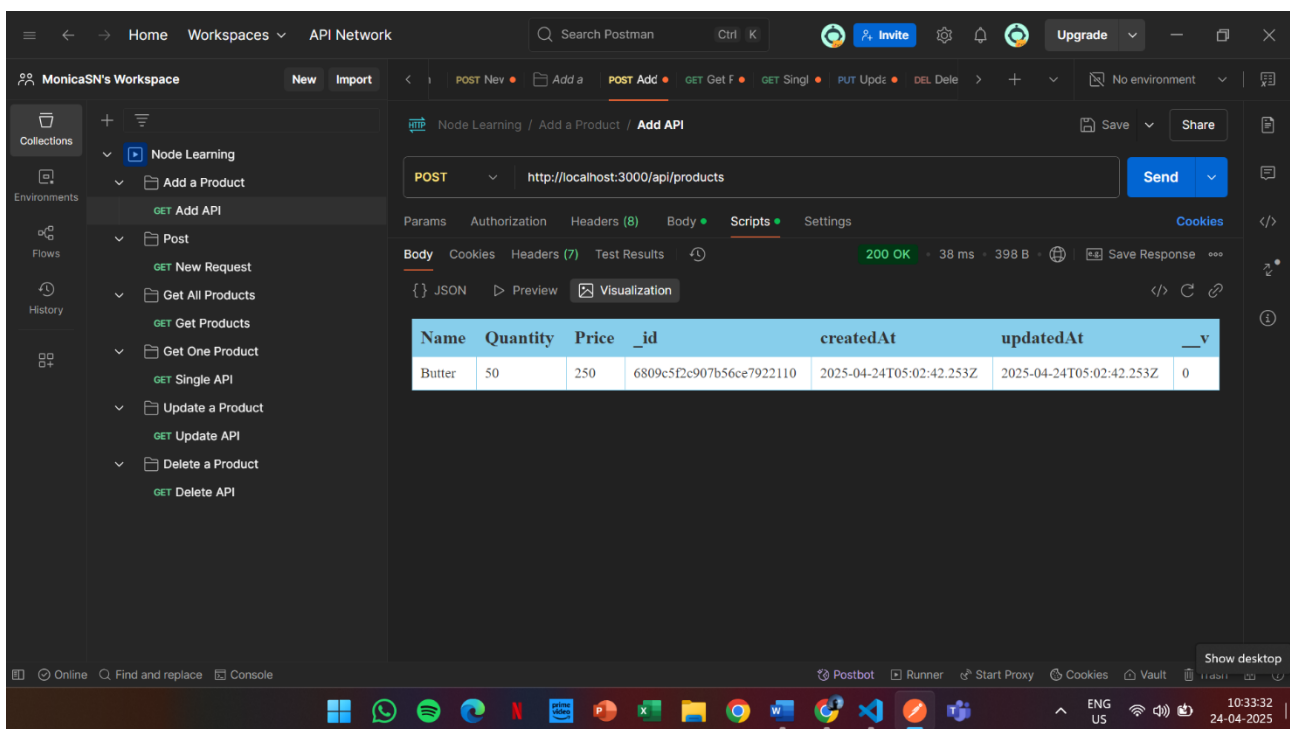 Home Workspaces API Network Search Postman Ctrl K Invite Upgrade
MonicaSN's Workspace New Import POST Nev Add a POST Add GET Get F GET Singl PUT Upda DEL Dele No environment
Collections
Environments
Flows
History
Node Learning
Add a Product
GET Add API
Post
GET New Request
Get All Products
GET Get Products
Get One Product
GET Single API
Update a Product
GET Update API
Delete a Product
GET Delete API
HTTP Node Learning / Add a Product / Add API Save Share
POST http://localhost:3000/api/products Send
Params Authorization Headers (8) Body Scripts Settings Cookies
Body Cookies Headers (7) Test Results 200 OK 38 ms 398 B e.g. Save Response
{} JSON Preview Visualization
Name Quantity Price _id createdAt updatedAt __v
Butter 50 250 6809c5f2c907b56ce7922110 2025-04-24T05:02:42.253Z 2025-04-24T05:02:42.253Z 0
Show desktop
Online Find and replace Console Postbot Runner Start Proxy Cookies Vault Trash
prime video
ENG
US
10:33:32
24-04-2025